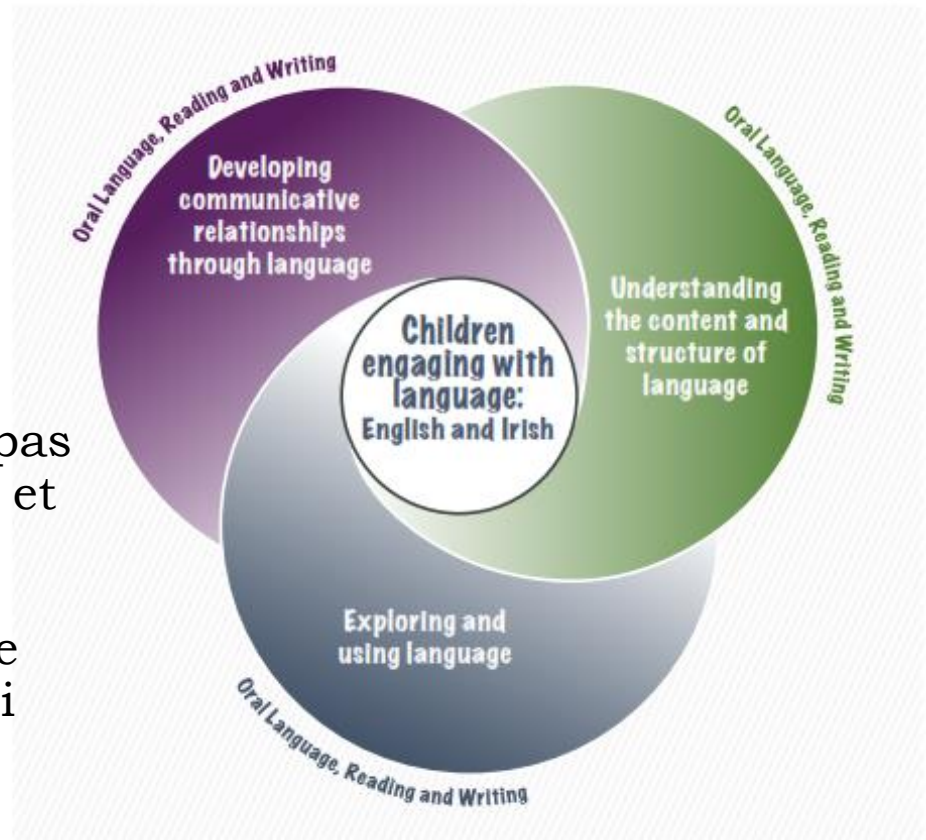 Oral Language, Reading and Writing
Developing
communicative
relationships
through language
Oral Language, Reading and Writing
Understanding
the content and
structure of
language
Children
engaging with
language:
English and Irish
pas
et
e
i
Exploring and
using language
Oral Language, Reading and Writing